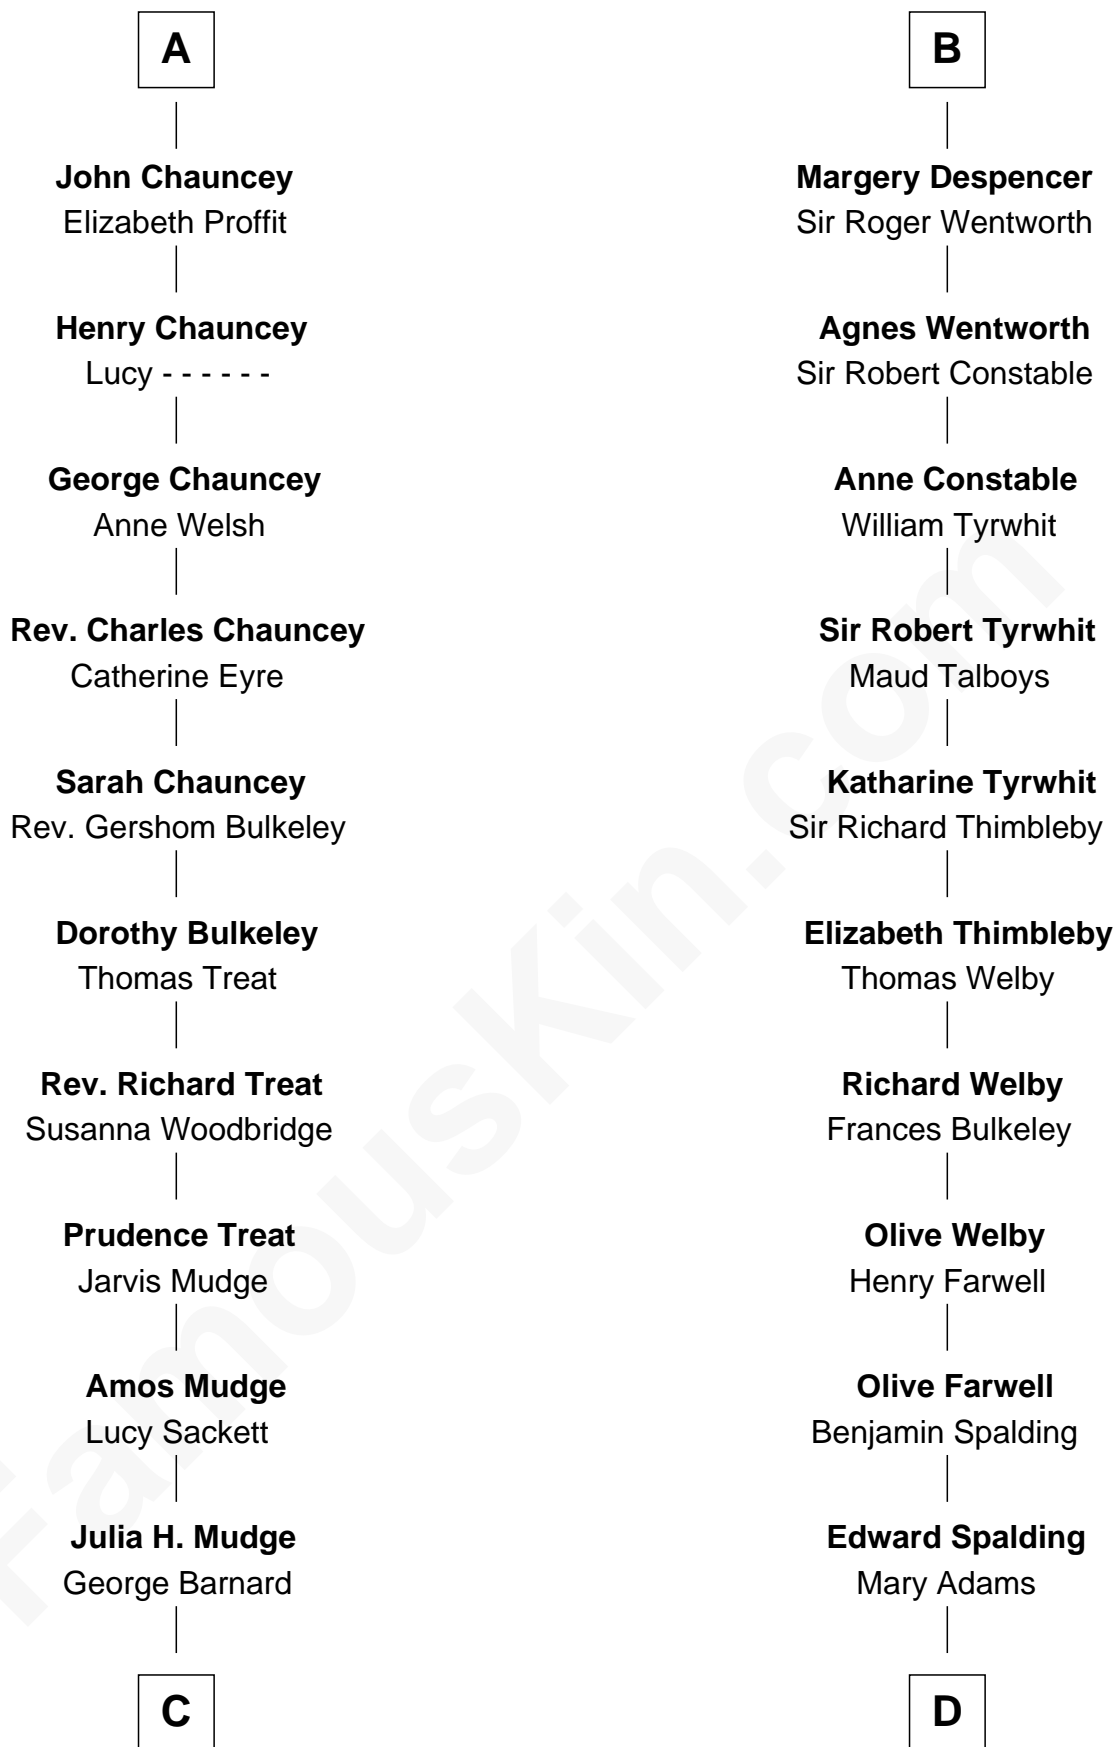 A
John Chauncey
Elizabeth Proffit
Henry Chauncey
Lucy - - - - - -
George Chauncey
Anne Welsh
Rev. Charles Chauncey
Catherine Eyre
Sarah Chauncey
Rev. Gershom Bulkeley
Dorothy Bulkeley
Thomas Treat
Rev. Richard Treat
Susanna Woodbridge
Prudence Treat
Jarvis Mudge
Amos Mudge
Lucy Sackett
Julia H. Mudge
George Barnard
C
B
Margery Despencer
Sir Roger Wentworth
Agnes Wentworth
Sir Robert Constable
Anne Constable
William Tyrwhit
Sir Robert Tyrwhit
Maud Talboys
Katharine Tyrwhit
Sir Richard Thimbleby
Elizabeth Thimbleby
Thomas Welby
Richard Welby
Frances Bulkeley
Olive Welby
Henry Farwell
Olive Farwell
Benjamin Spalding
Edward Spalding
Mary Adams
D
FamousKin.com